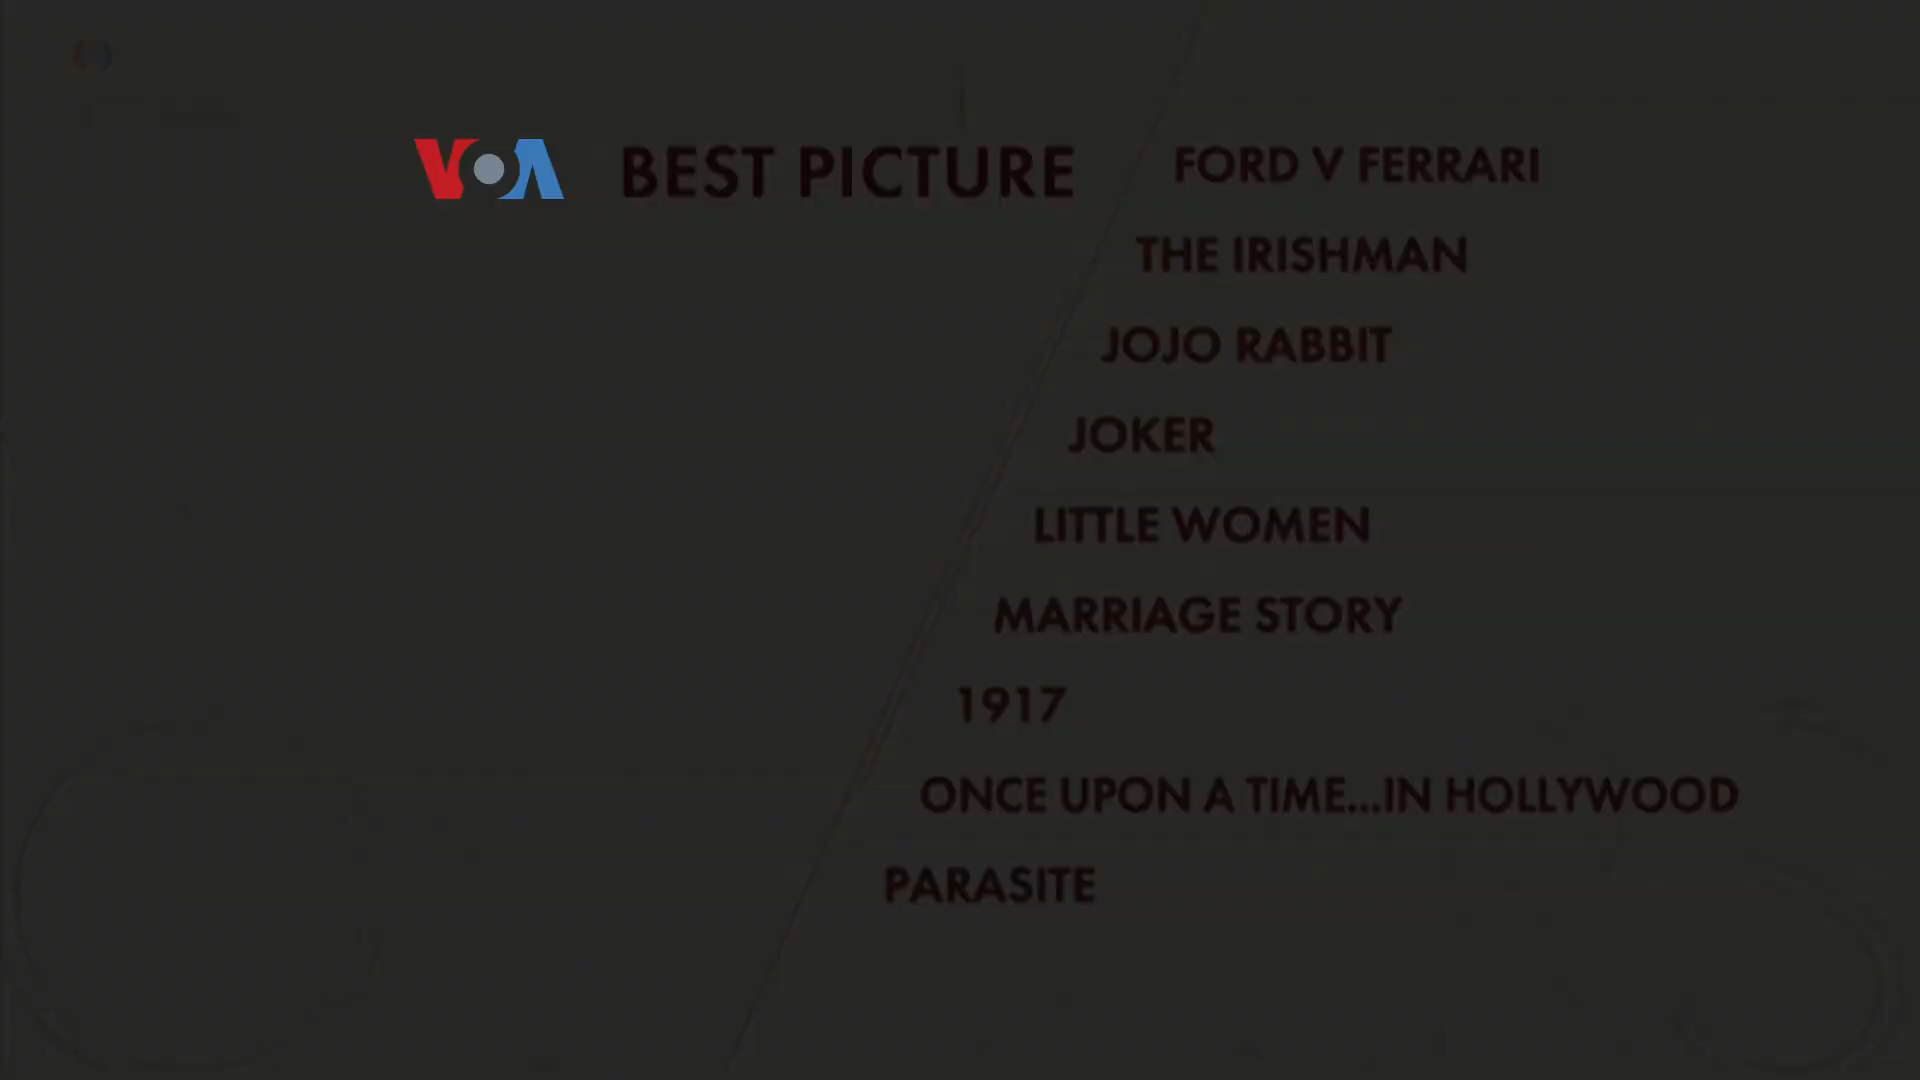 VOA
BEST PICTURE
FORD V FERRARI
THE IRISHMAN
JOJO RABBIT
JOKER
LITTLE WOMEN
MARRIAGE STORY
1917
ONCE UPON A TIME...IN HOLLYWOOD
PARASITE